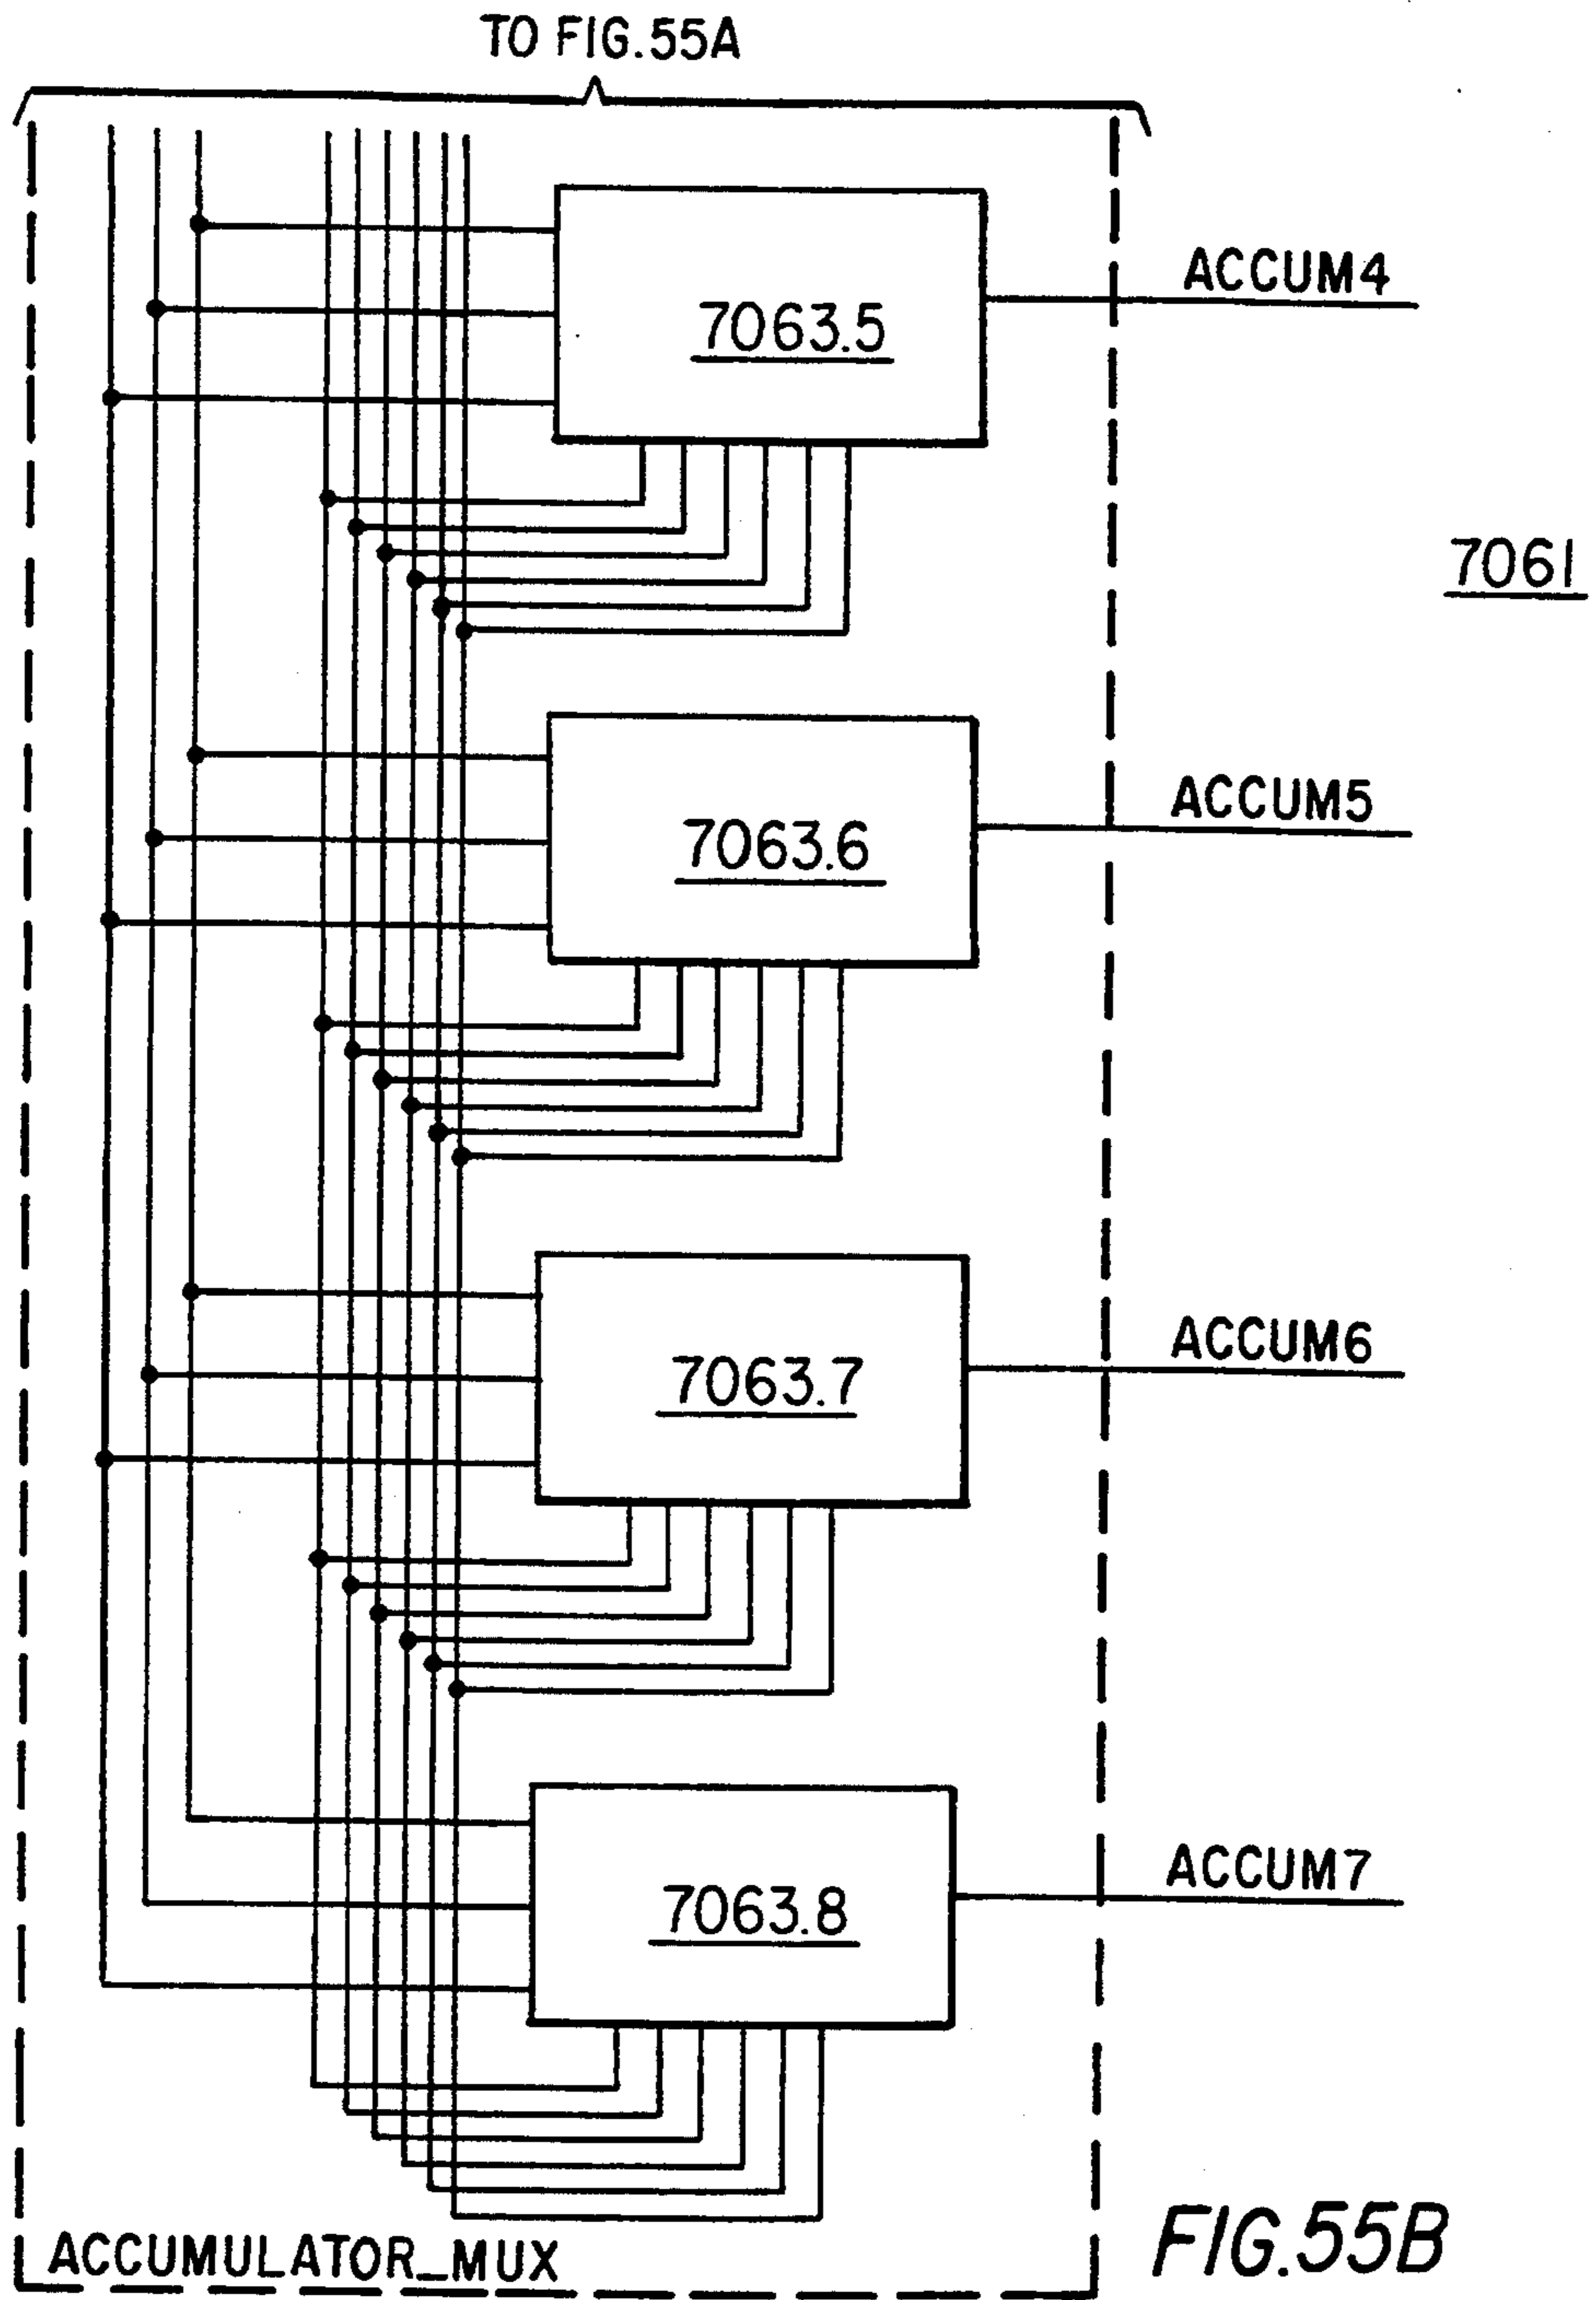 TO FIG.55A
7063.5
ACCUM4
7061
7063.6
ACCUM5
7063.7
ACCUM6
7063.8
ACCUM7
ACCUMULATOR_MUX
FIG.55B